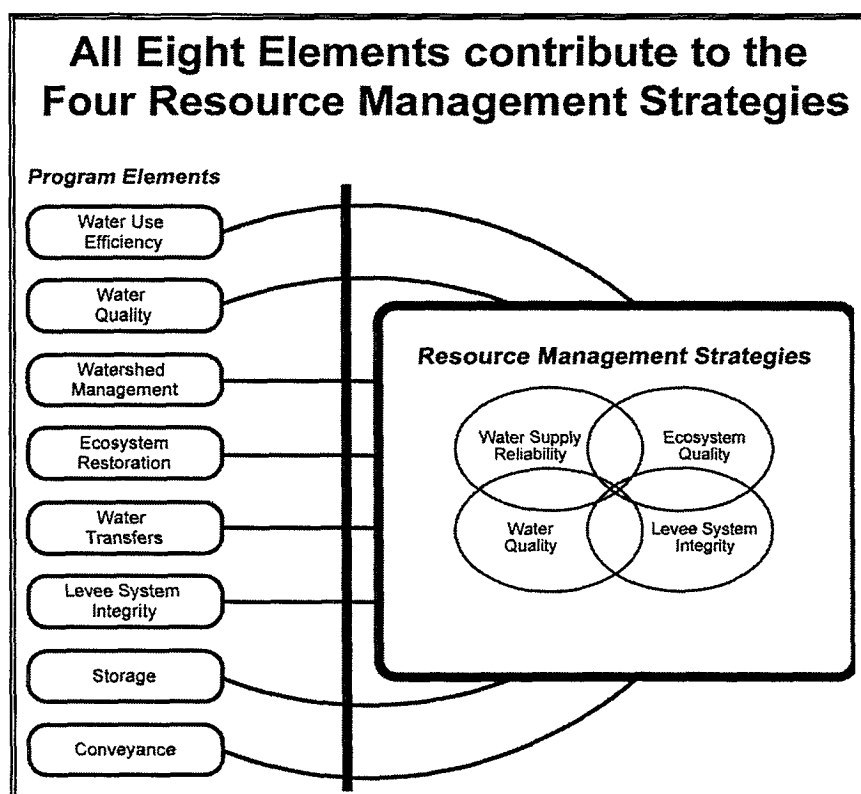 All Eight Elements contribute to the
Four Resource Management Strategies
Program Elements
Water Use
Efficiency
Water
Quality
Watershed
Management
Ecosystem
Restoration
Water
Transfers
Levee System
Integrity
Storage
Conveyance
Resource Management Strategies
Water Supply
Reliability
Ecosystem
Quality
Water
Quality
Levee System
Integrity